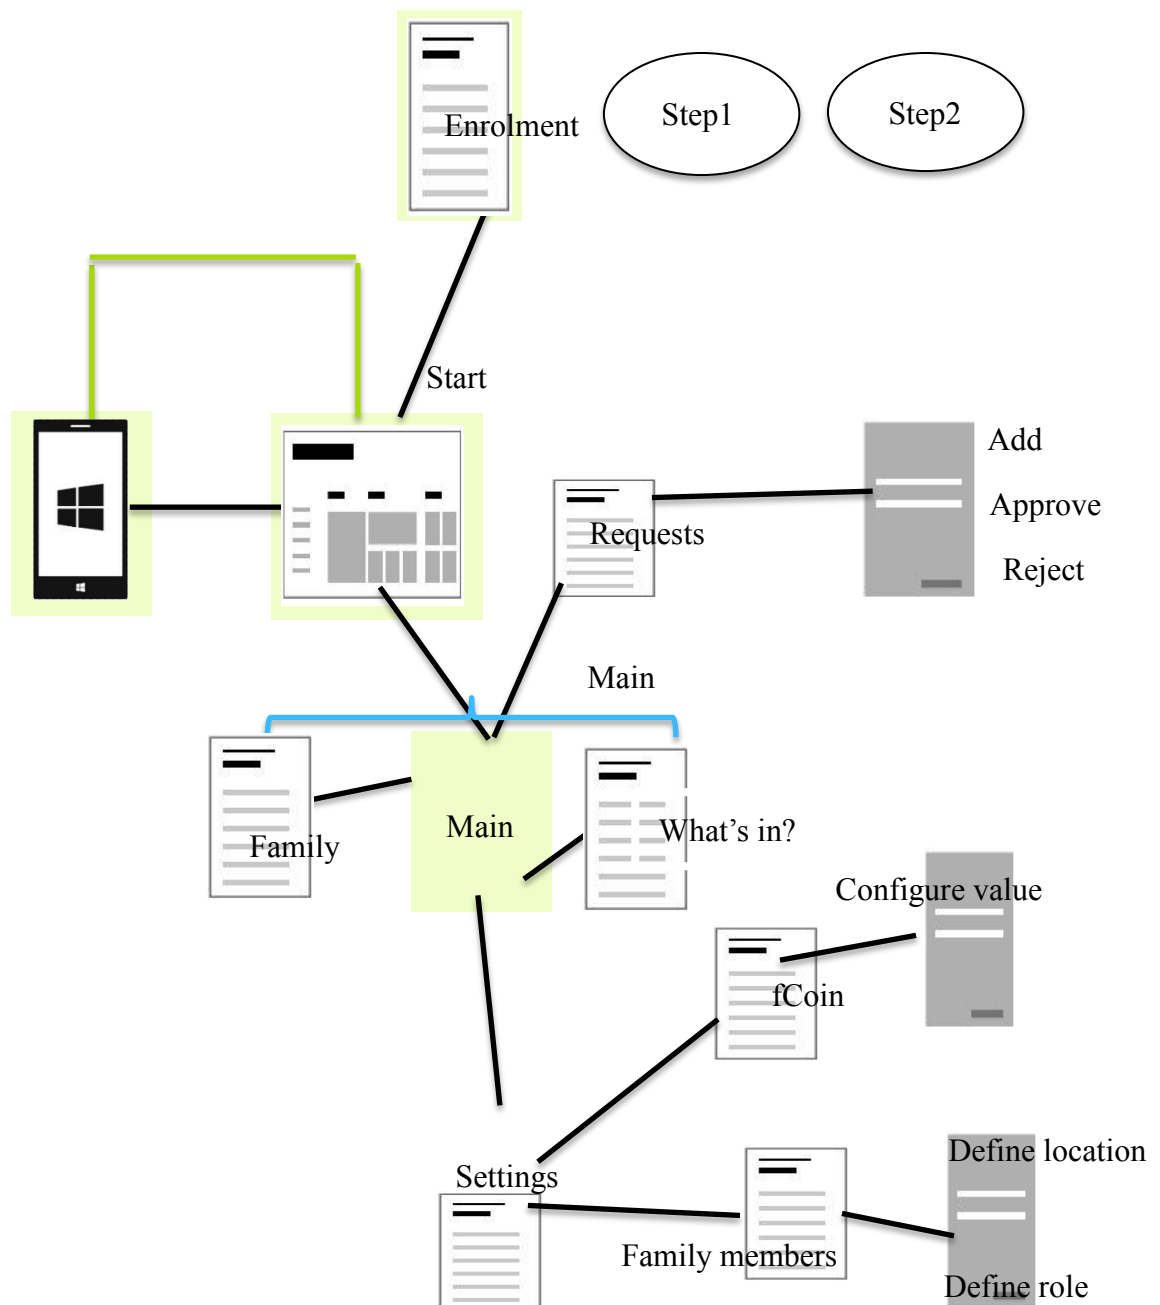 Enrolment
Step1
Step2
Start
Add
Requests
Approve
Reject
Main
Main
Family
What's in?
Configure value
fCoin
Settings
Define location
Family members
Define role